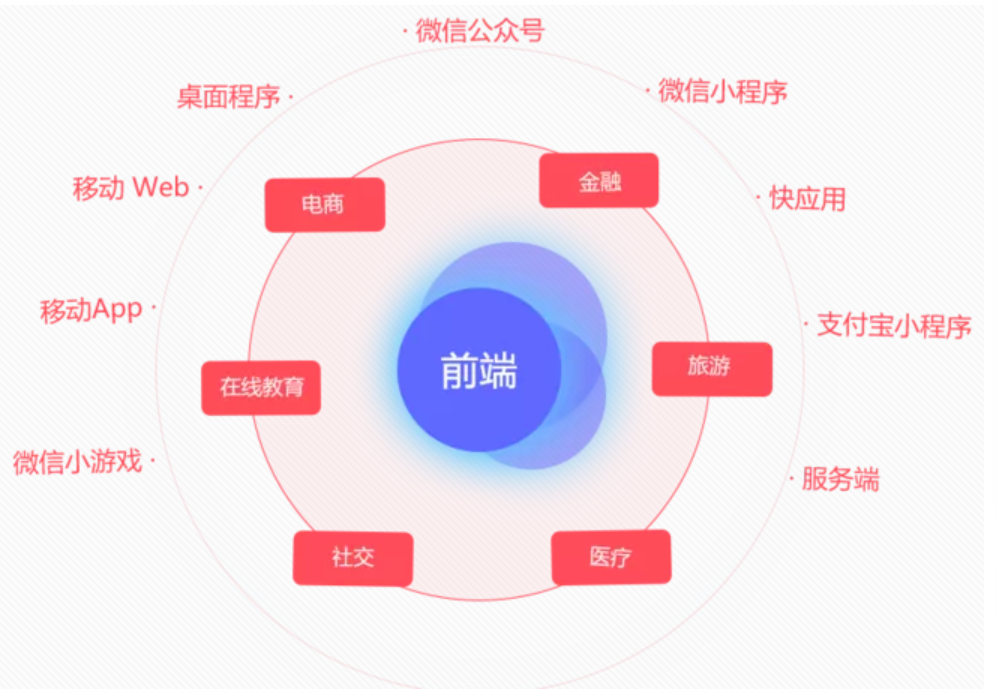 · 微信公众号
桌面程序 ·
· 微信小程序
移动 Web ·
· 快应用
移动App ·
· 支付宝小程序
微信小游戏 ·
· 服务端
电商
金融
在线教育
前端
旅游
社交
医疗